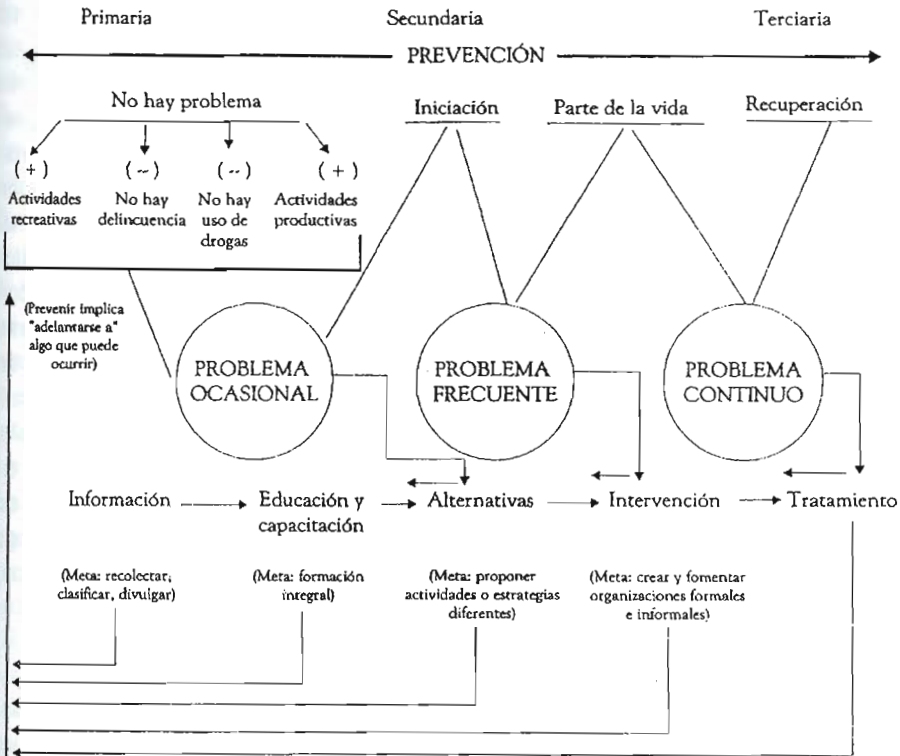 Primaria
Secundaria
Terciaria
PREVENCIÓN
No hay problema
Iniciación
Parte de la vida
Recuperación
(+)
(--)
(--)
(+)
Actividades
recreativas
No hay
delincuencia
No hay
uso de
drogas
Actividades
productivas
(Prevenir implica
"adelantarse a"
algo que puede
ocurrir)
PROBLEMA
OCASIONAL
PROBLEMA
FRECUENTE
PROBLEMA
CONTINUO
Información
Educación y
capacitación
Alternativas
Intervención
Tratamiento
(Meta: recolectar,
clasificar, divulgar)
(Meta: formación
integral)
(Meta: proponer
actividades o estrategias
diferentes)
(Meta: crear y fomentar
organizaciones formales
e informales)